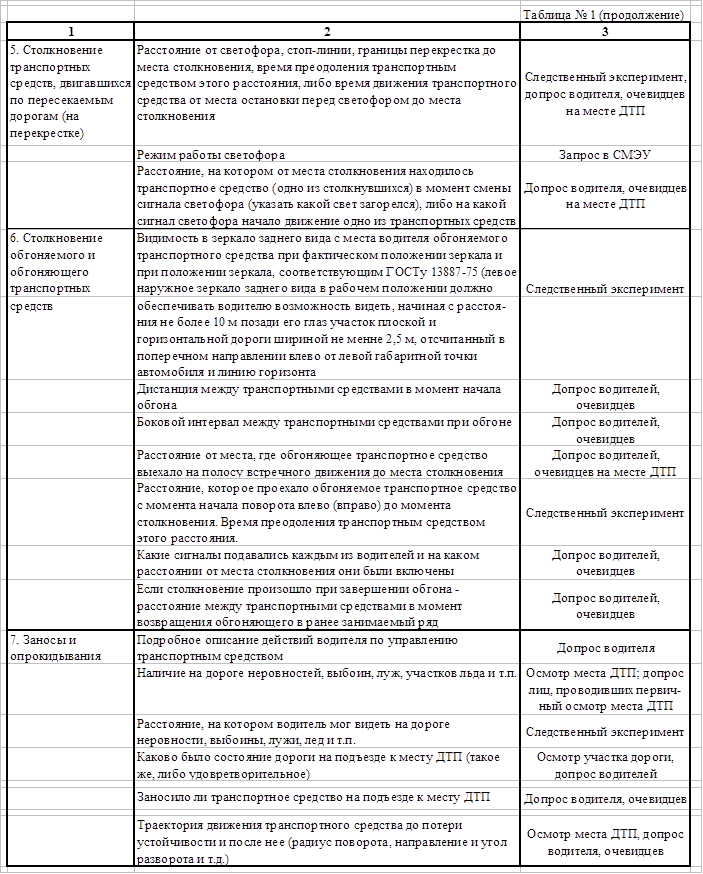 Таблица № 1 (продолжение)
1
2
3
5. Столкновение
транспортных
средств, двигавшихся
по пересекаемым
дорогам (на
перекрестке)
Расстояние от светофора, стоп-линии, границы перекрестка до
места столкновения, время преодоления транспортным
средством этого расстояния, либо время движения транспортного
средства от места остановки перед светофором до места
столкновения
Следственный эксперимент,
допрос водителя, очевидцев
на месте ДТП
Режим работы светофора
Запрос в СМЭУ
Расстояние, на котором от места столкновения находилось
транспортное средство (одно из столкнувшихся) в момент смены
сигнала светофора (указать какой свет загорелся), либо на какой
сигнал светофора начало движение одно из транспортных средств
Допрос водителя, очевидцев
на месте ДТП
6. Столкновение
обгоняемого и
обгоняющего
транспортных
средств
Видимость в зеркало заднего вида с места водителя обгоняемого
транспортного средства при фактическом положении зеркала и
при положении зеркала, соответствующим ГОСТу 13887-75 (левое
наружное зеркало заднего вида в рабочем положении должно
Следственный эксперимент
обеспечивать водителю возможность видеть, начиная с расстоя-
ния не более 10 м позади его глаз участок плоской и
горизонтальной дороги шириной не менне 2,5 м, отсчитанный в
поперечном направлении влево от левой габаритной точки
автомобиля и линию горизонта
Дистанция между транспортными средствами в момент начала
обгона
Допрос водителей,
очевидцев
Боковой интервал между транспортными средствами при обгоне
Допрос водителей,
очевидцев
Расстояние от места, где обгоняющее транспортное средство
выехало на полосу встречного движения до места столкновения
Допрос водителей,
очевидцев на месте ДТП
Расстояние, которое проехало обгоняемое транспортное средство
с момента начала поворота влево (вправо) до момента
столкновения. Время преодоления транспортным средством
этого расстояния.
Следственный эксперимент
Какие сигналы подавались каждым из водителей и на каком
расстоянии от места столкновения они были включены
Допрос водителей,
очевидцев
Если столкновение произошло при завершении обгона -
расстояние между транспортными средствами в момент
возвращения обгоняющего в ранее занимаемый ряд
Допрос водителей,
очевидцев
7. Заносы и
опрокидывания
Подробное описание действий водителя по управлению
транспортным средством
Допрос водителя
Наличие на дороге неровностей, выбоин, луж, участков льда и т.п.
Осмотр места ДТП; допрос
лиц, проводивших первич-
ный осмотр места ДТП
Расстояние, на котором водитель мог видеть на дороге
неровности, выбоины, лужи, лед и т.п.
Следственный эксперимент
Каково было состояние дороги на подъезде к месту ДТП (такое
же, либо удовретворительное)
Осмотр участка дороги,
допрос водителей
Заносило ли транспортное средство на подъезде к месту ДТП
Допрос водителя, очевидцев
Траектория движения транспортного средства до потери
устойчивости и после нее (радиус поворота, направление и угол
разворота и т.д.)
Осмотр места ДТП, допрос
водителя, очевидцев